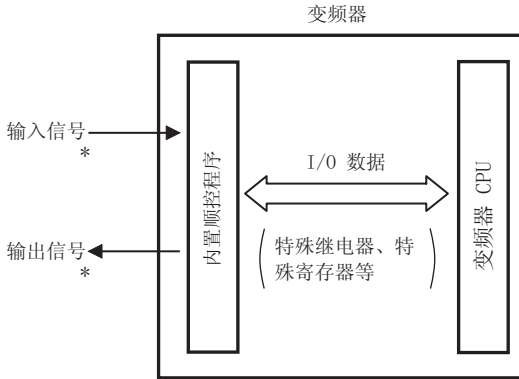 变频器
输入信号
*
输出信号
*
内置顺控程序
I/O 数据
特殊继电器、特
殊寄存器等
变频器 CPU